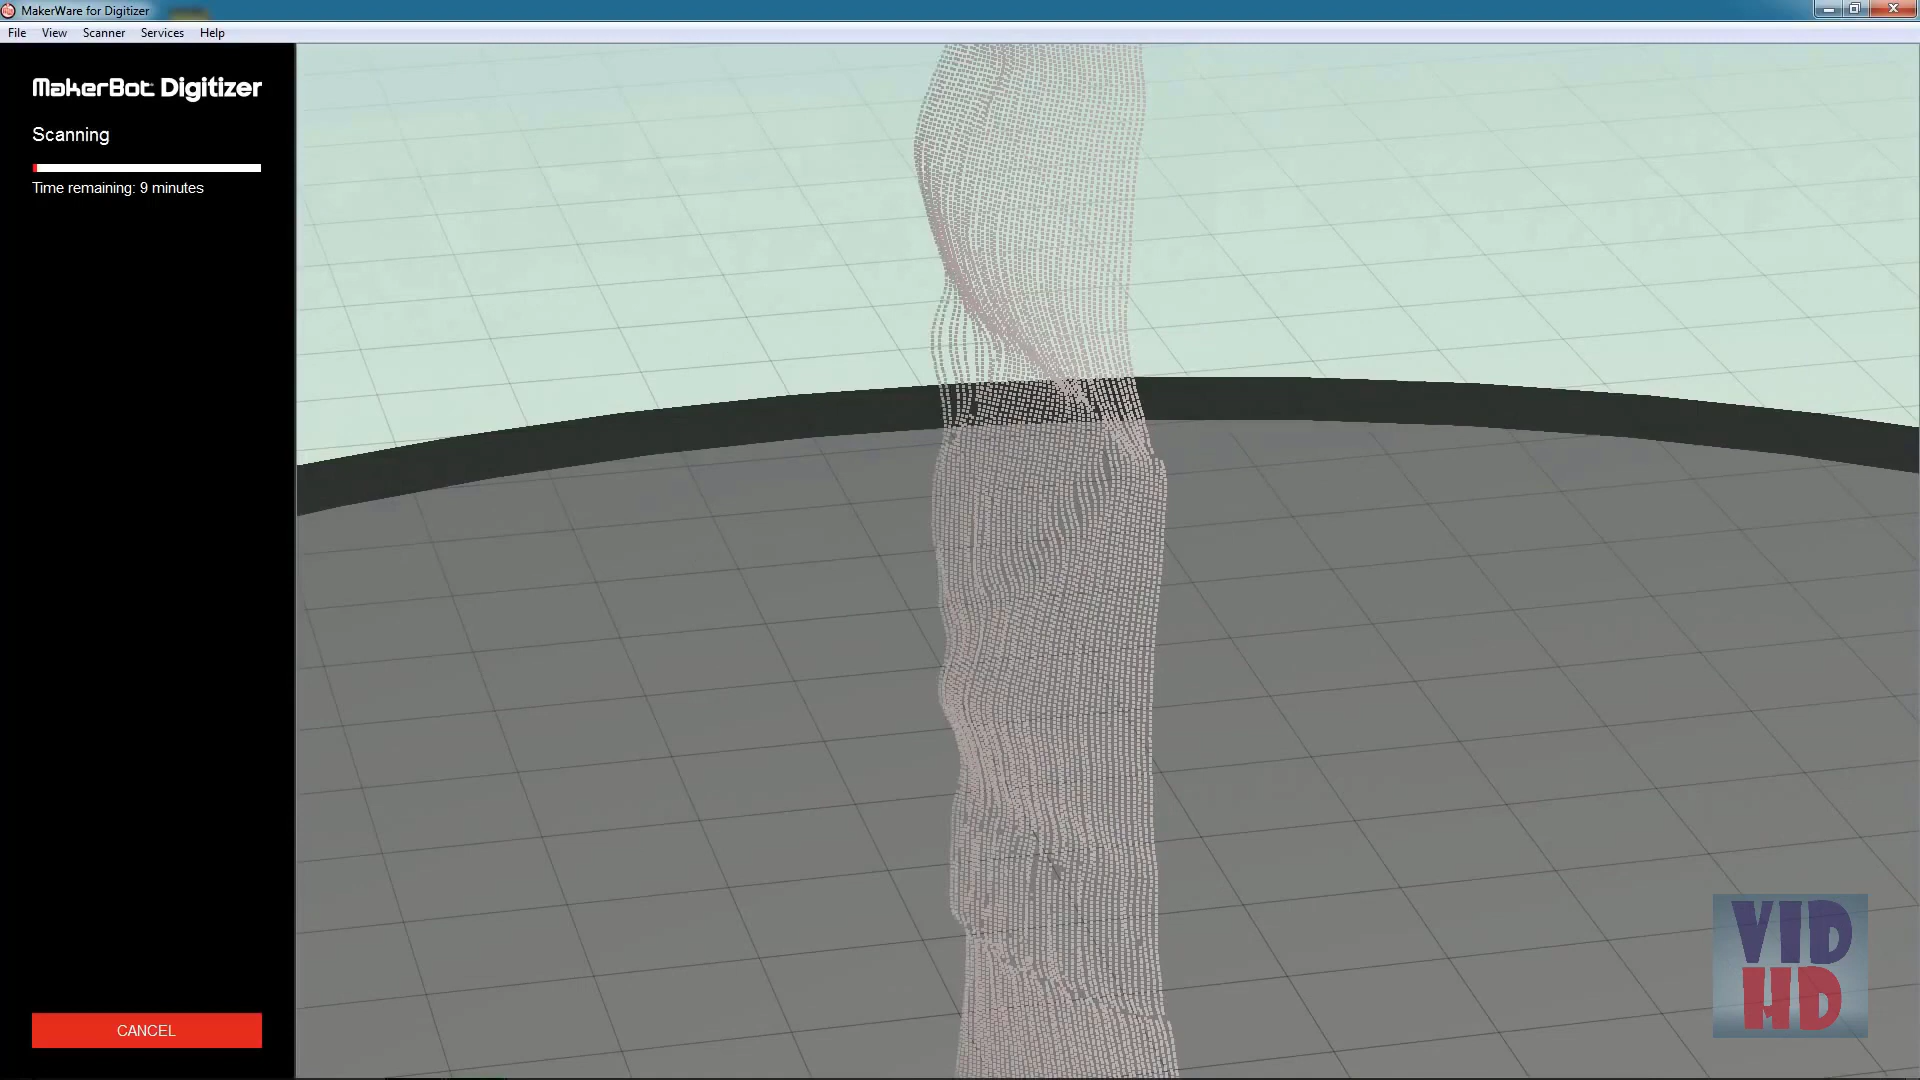 MakerWare for Digitizer
File View Scanner Services Help
MakerBot Digitizer
Scanning
Time remaining: 9 minutes
CANCEL
VID
HD